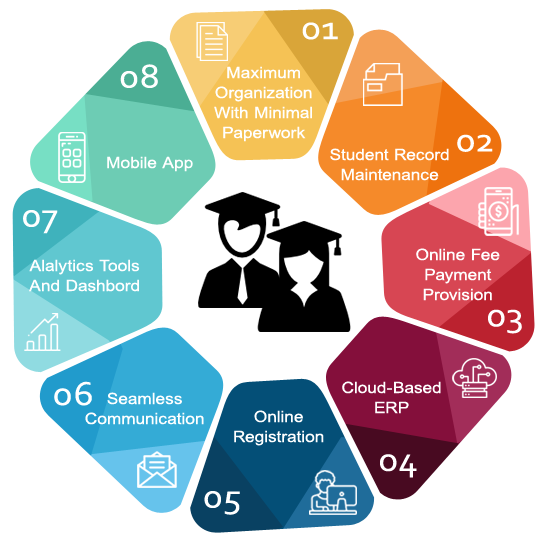 01
Maximum
Organization
With Minimal
Paperwork
02
Student Record
Maintenance
Online Fee
Payment
Provision
03
Cloud-Based
ERP
04
Online
Registration
05
06
Seamless
Communication
07
Alalytics Tools
And Dashbord
08
Mobile App